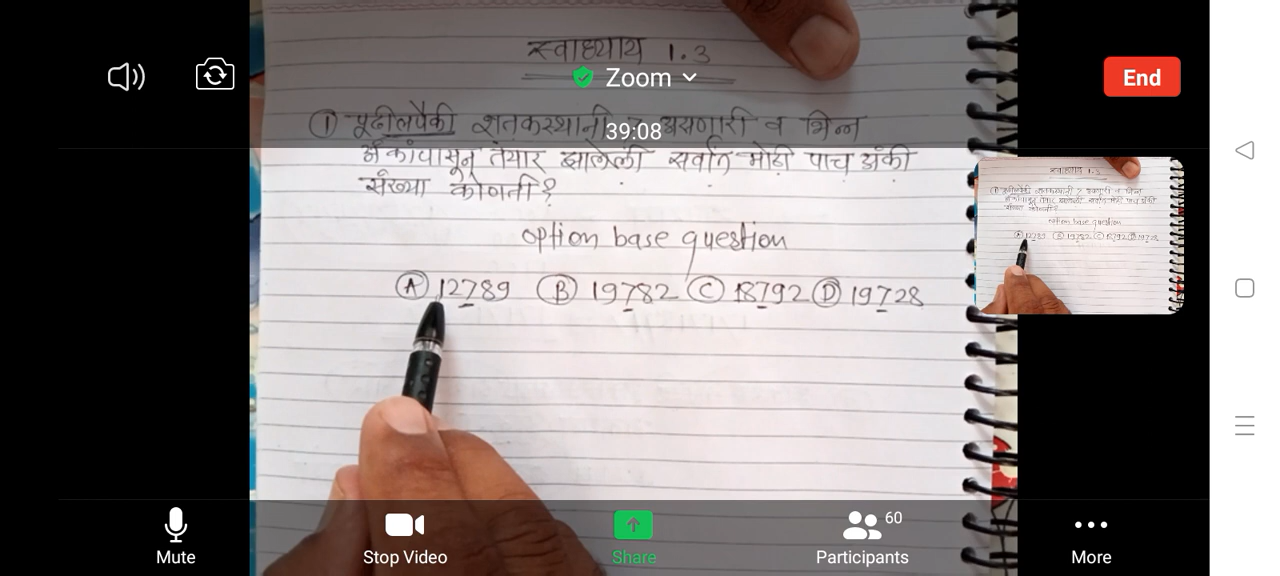 स्वाध्याय 1.3
Zoom
End
① पूढीलपैकी शतकस्थानी 7 असणारी व भिन्न
39:08
अंकांपासून तयार झालेली सर्वात मोठी पाच अंकी
संख्या कोणती?
option base question
Ⓐ 12789 Ⓑ 19782 Ⓒ 18792 Ⓓ 19728
Mute
Stop Video
Share
60
Participants
More